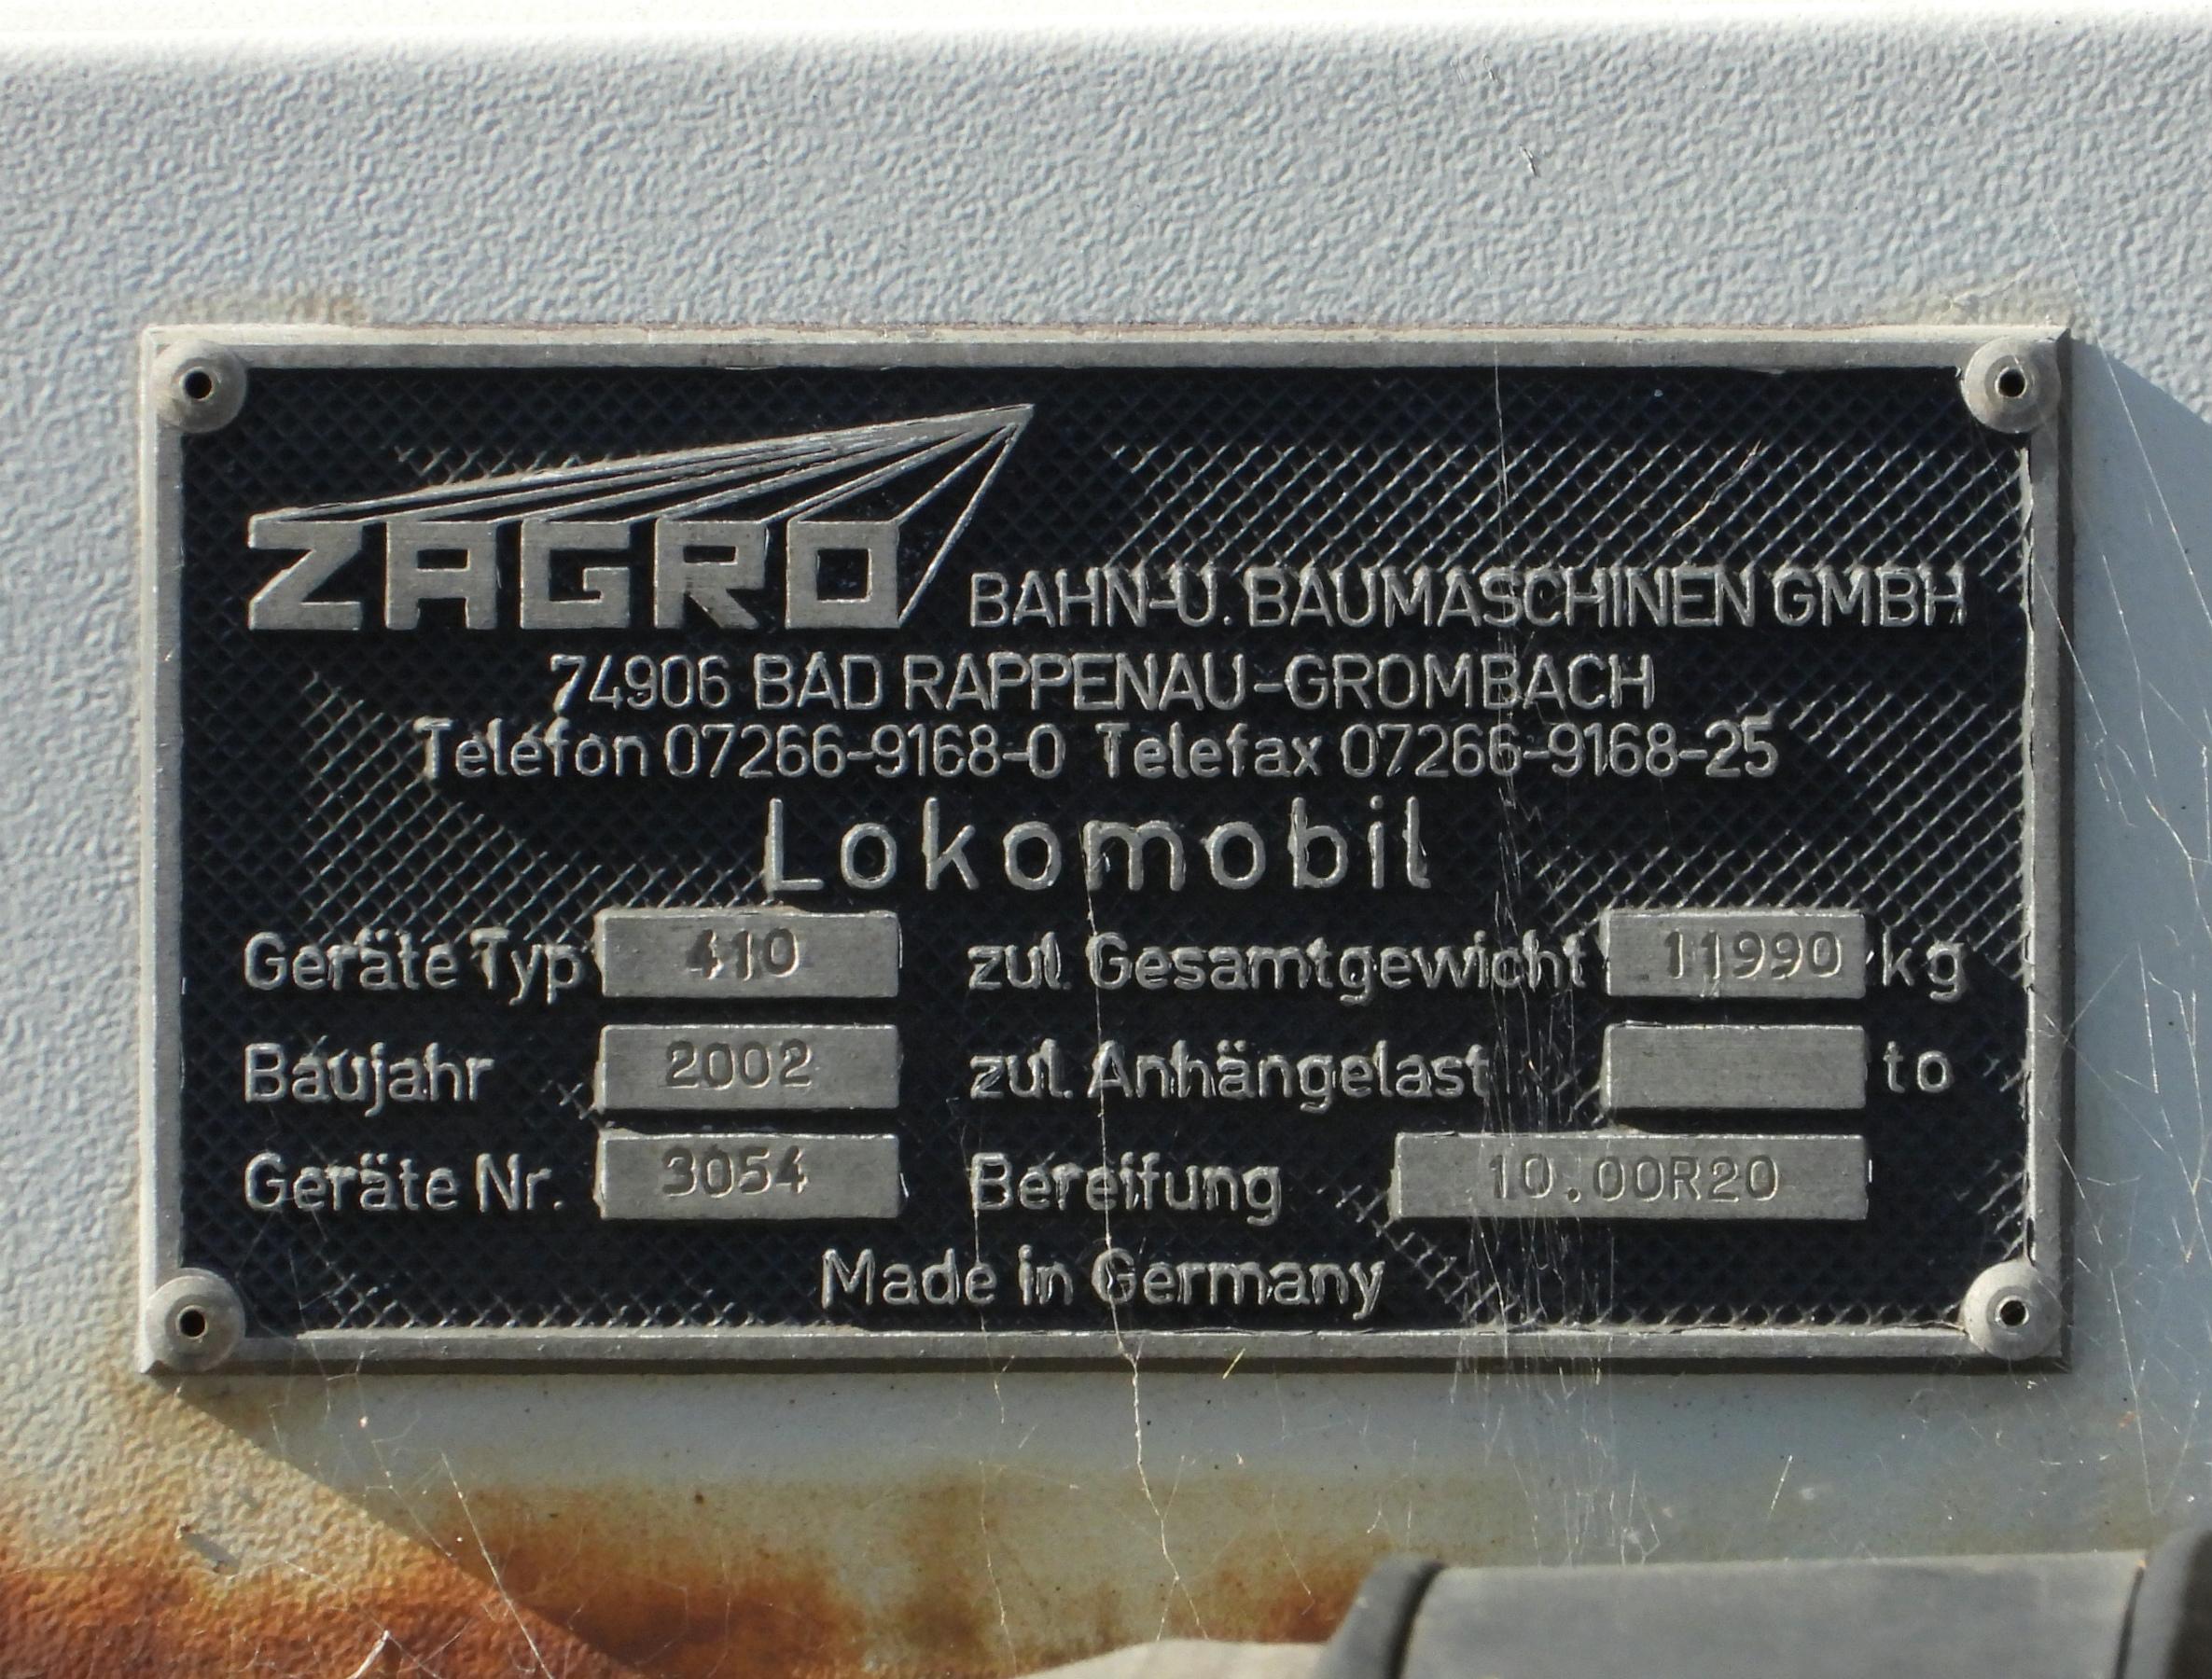 ZAGRO BAHN-U. BAUMASCHINEN GMBH
74906 BAD RAPPENAU-GROMBACH
Telefon 07266-9168-0 Telefax 07266-9168-25
Lokomobil
Geräte Typ 410 zul. Gesamtgewicht 11990 kg
Baujahr 2002 zul. Anhängelast to
Geräte Nr. 3054 Bereifung 10.00R20
Made in Germany